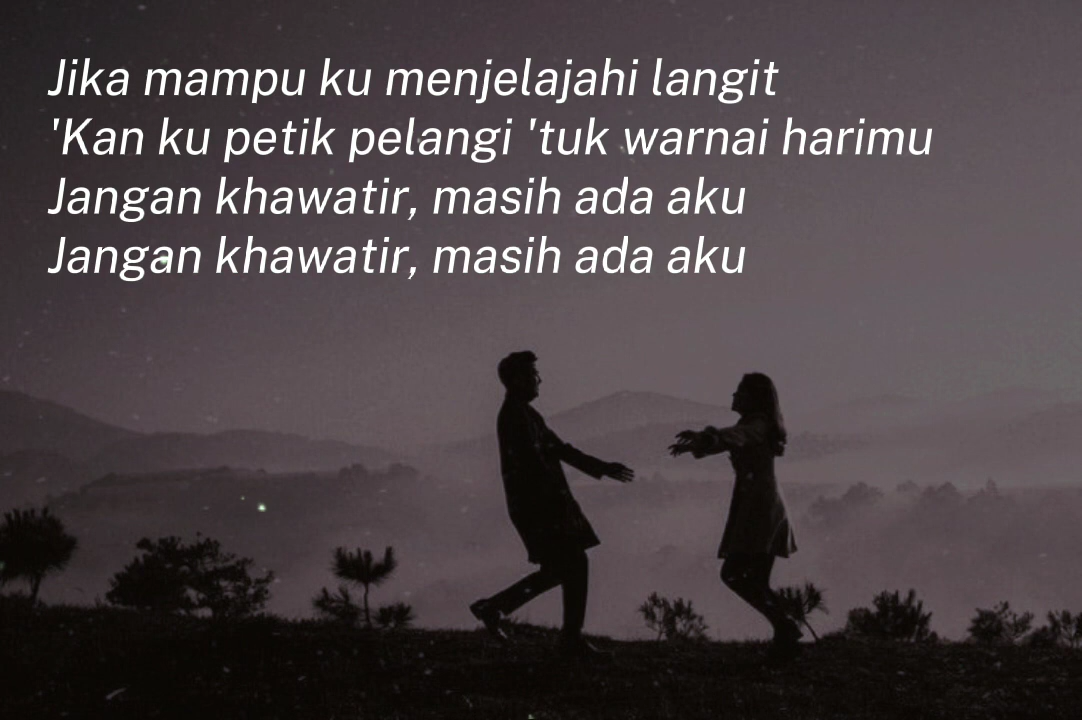 Jika mampu ku menjelajahi langit
'Kan ku petik pelangi 'tuk warnai harimu
Jangan khawatir, masih ada aku
Jangan khawatir, masih ada aku